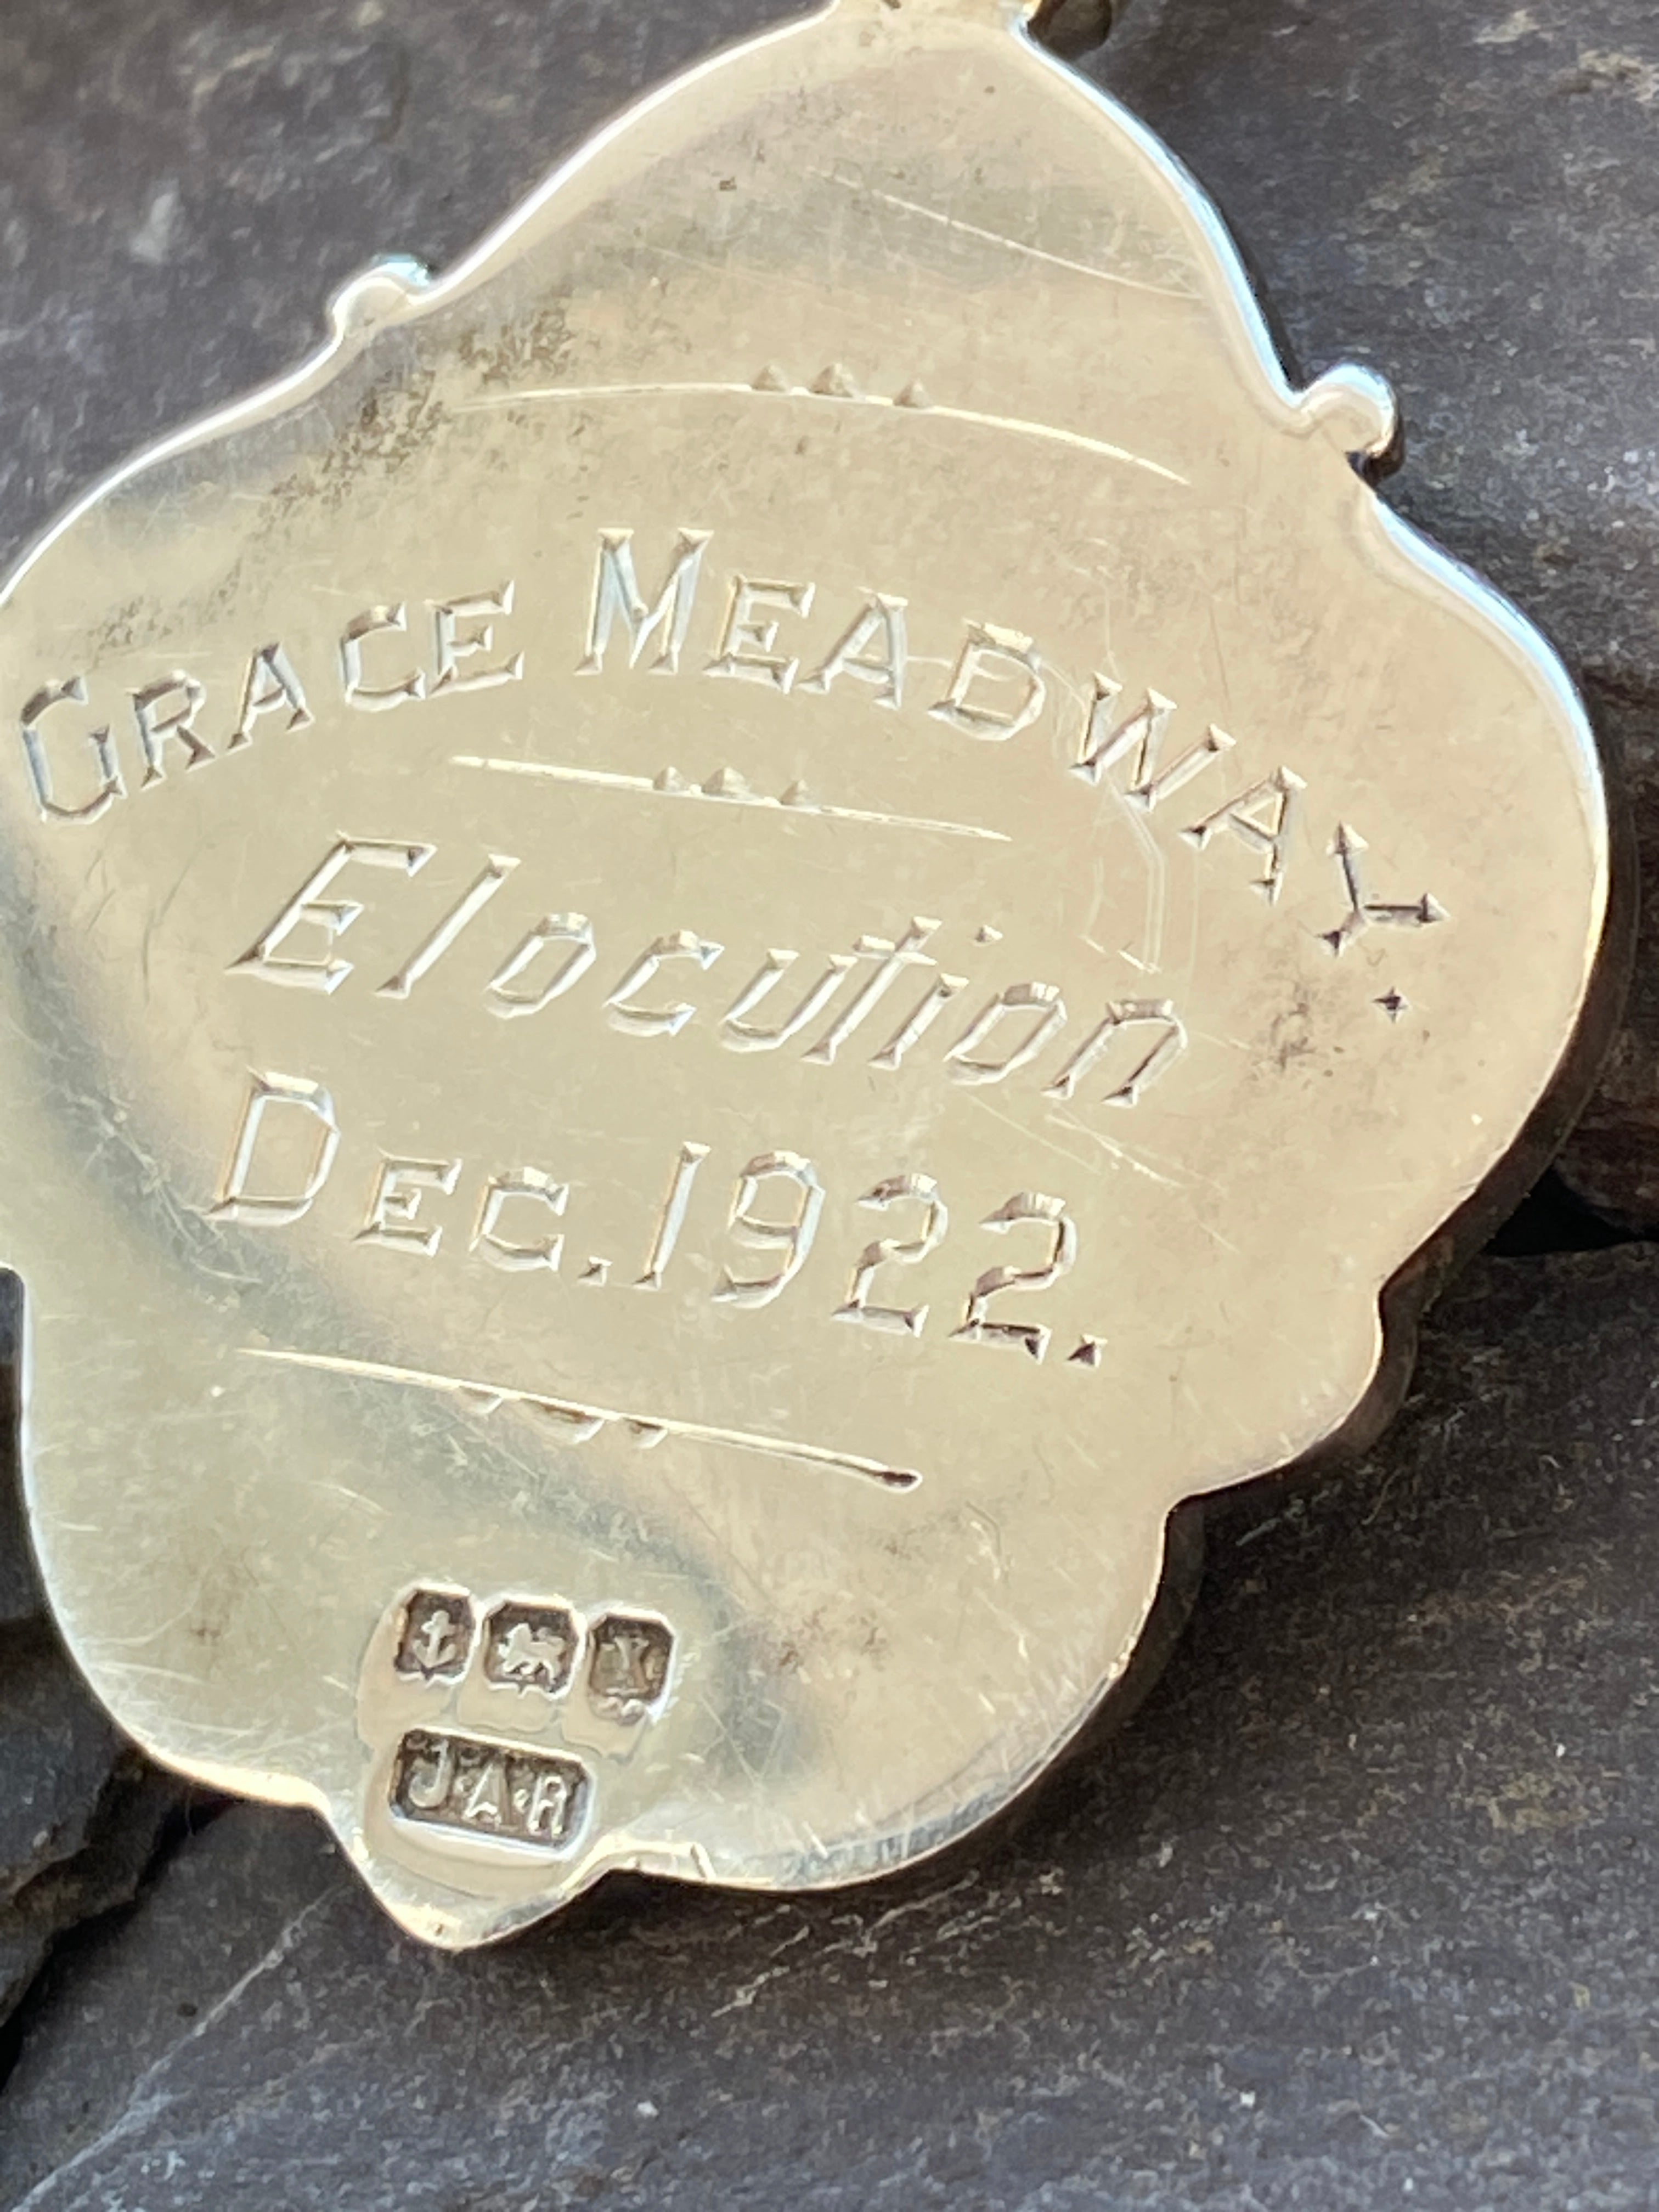 GRACE MEADWAY.
Elocution
DEC. 1922.
J·A·R